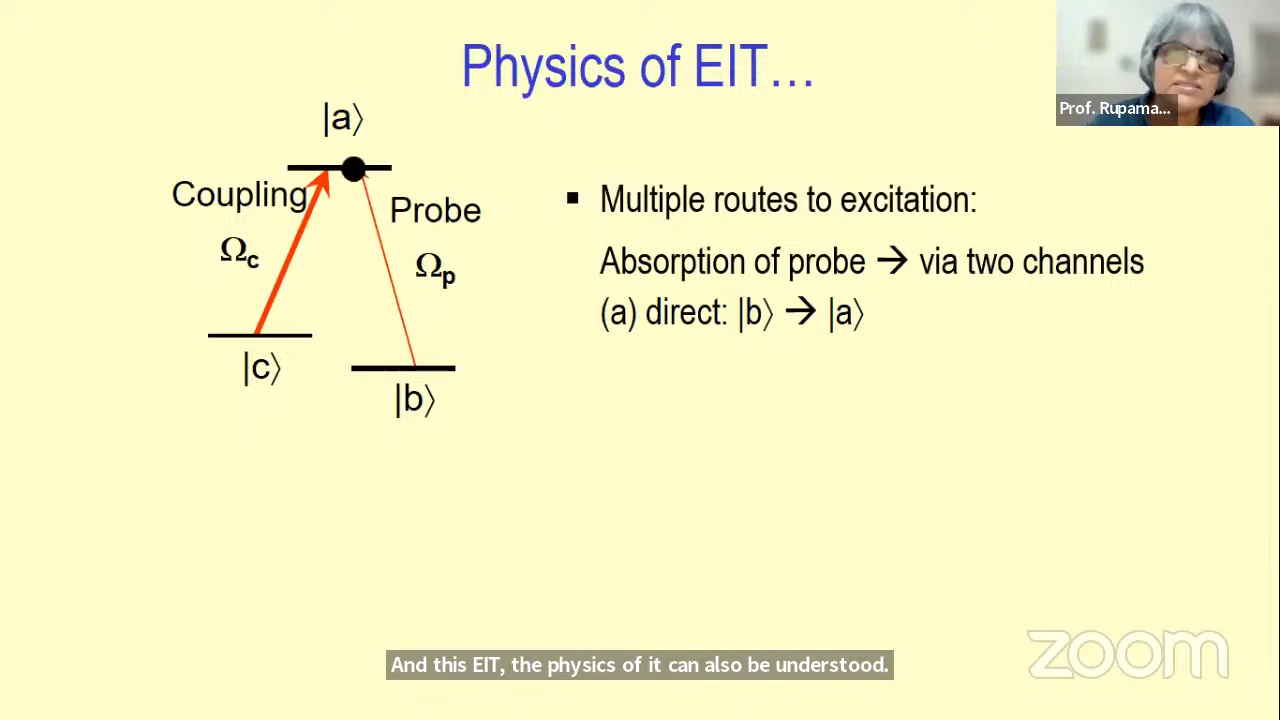 Physics of EIT…
Prof. Rupama...
|a⟩
Coupling
Probe
Ωc
Ωp
|c⟩
|b⟩
▪ Multiple routes to excitation:
Absorption of probe → via two channels
(a) direct: |b⟩ → |a⟩
And this EIT, the physics of it can also be understood.
zoom